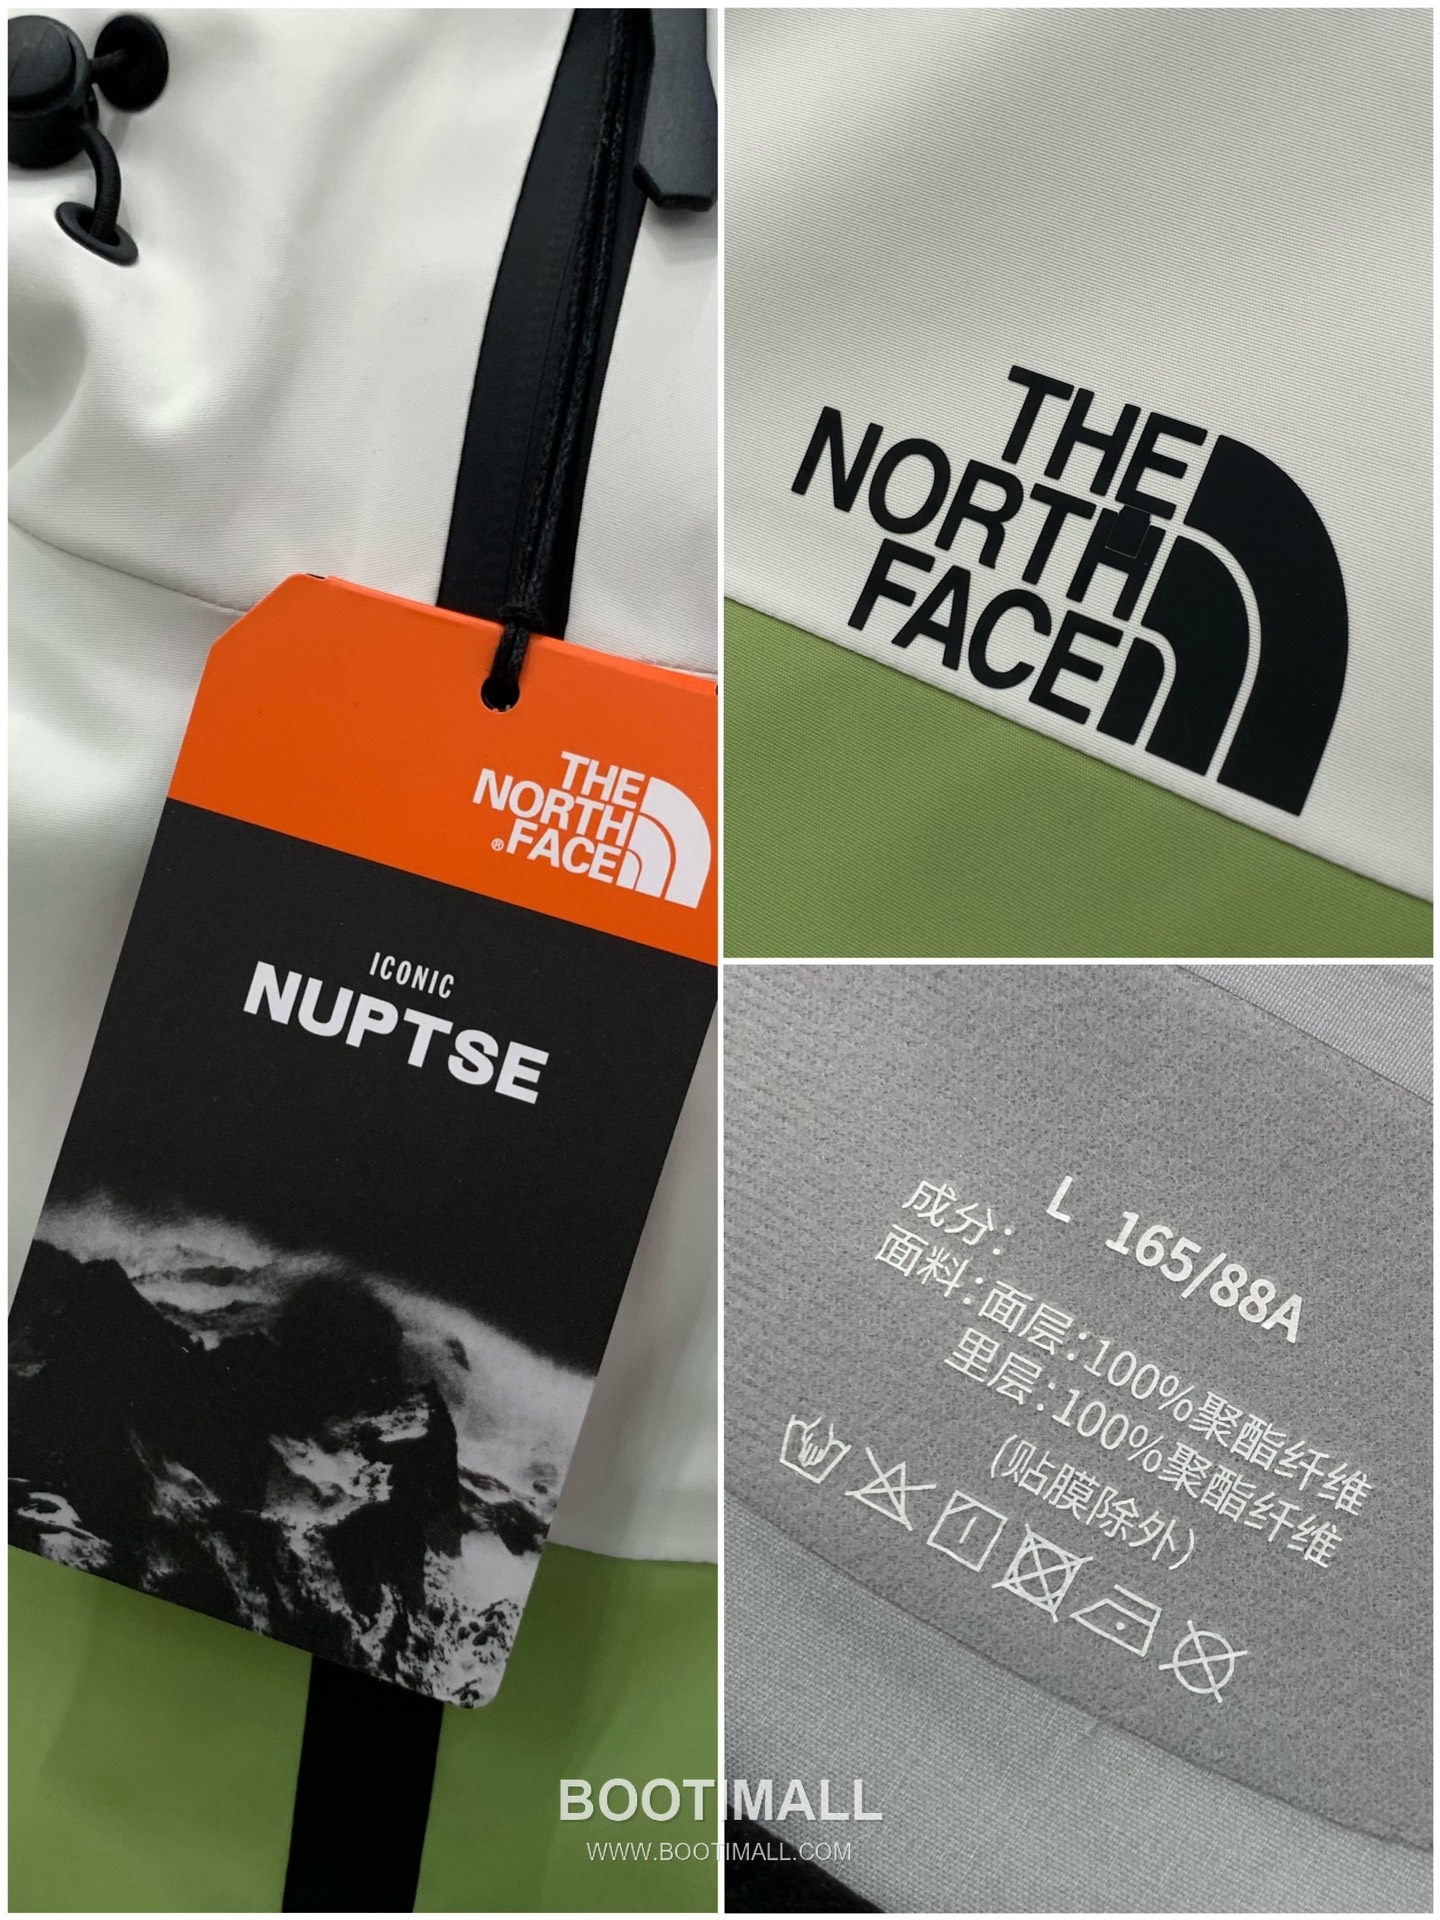 THE
NORTH
® FACE
ICONIC
NUPTSE
THE
NORTH
FACE
L 165/88A
成分:
面料:面层:100%聚酯纤维
里层:100%聚酯纤维
(贴膜除外)
BOOTIMALL
WWW.BOOTIMALL.COM